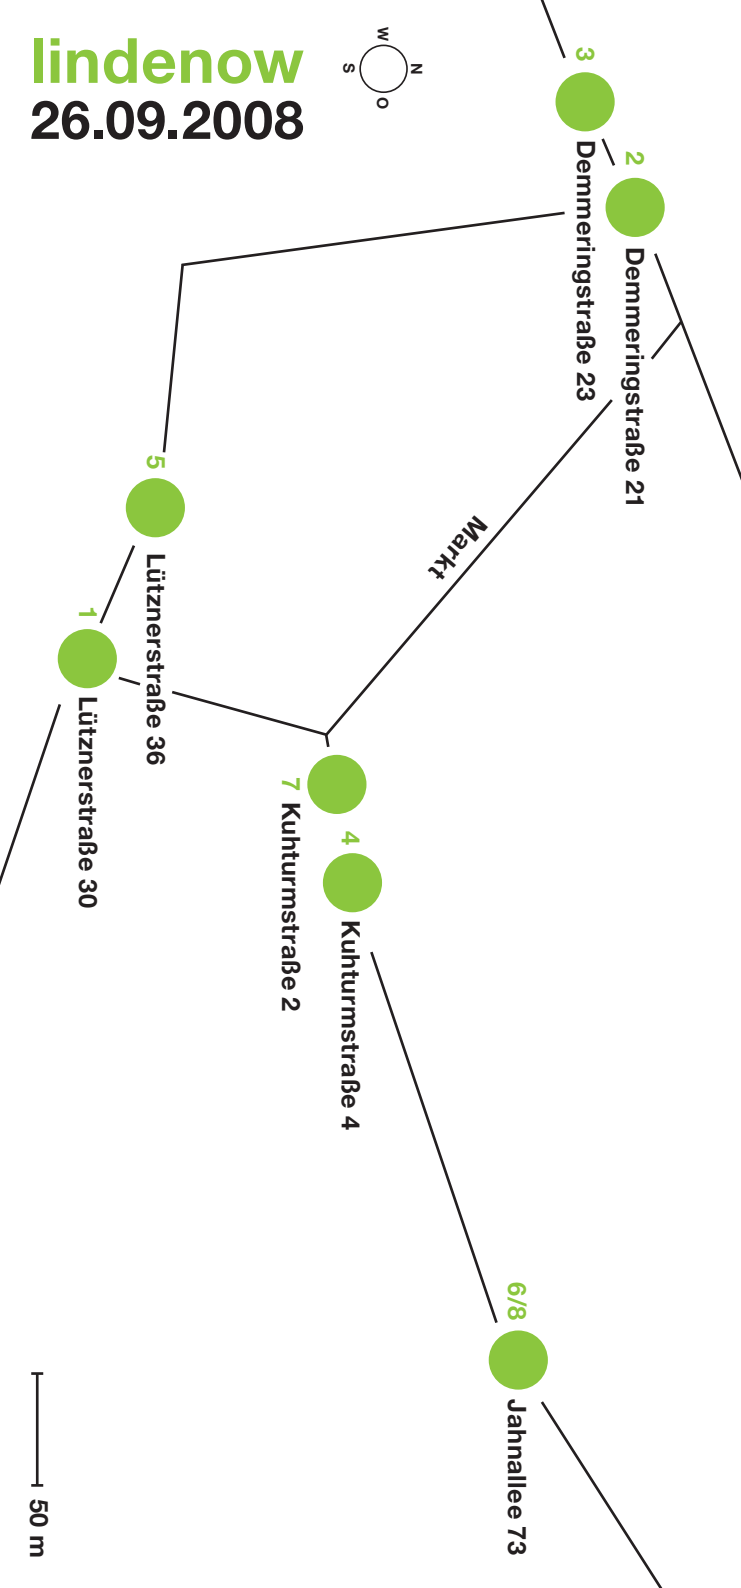 lindenow
26.09.2008
W
N
S
O
3
Demmeringstraße 23
2
Demmeringstraße 21
Markt
5
Lütznerstraße 36
1
Lütznerstraße 30
7
Kuhturmstraße 2
4
Kuhturmstraße 4
6/8
Jahnallee 73
50 m